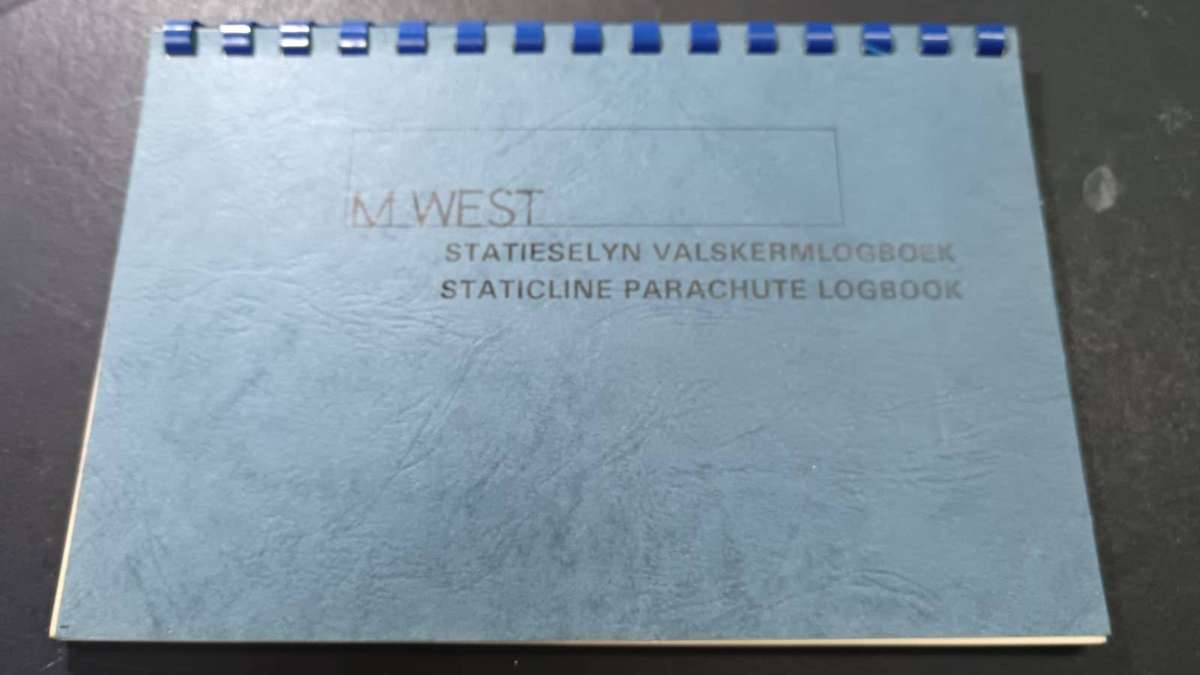 M WEST
STATIESELYN VALSKERMLOGBOEK
STATICLINE PARACHUTE LOGBOOK